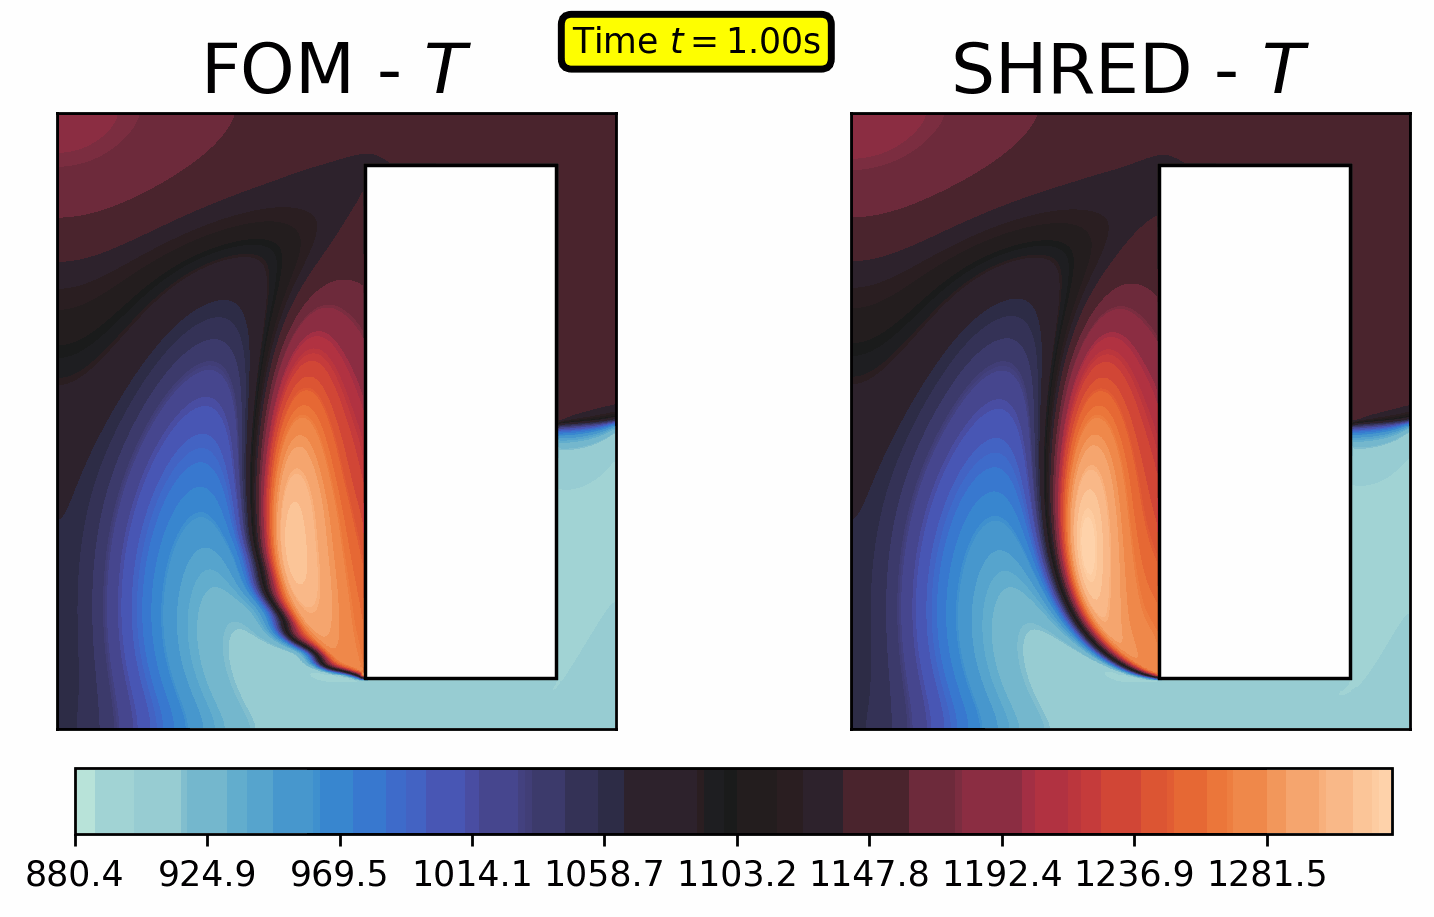 Time t = 1.00s
FOM - T
SHRED - T
880.4 924.9 969.5 1014.1 1058.7 1103.2 1147.8 1192.4 1236.9 1281.5